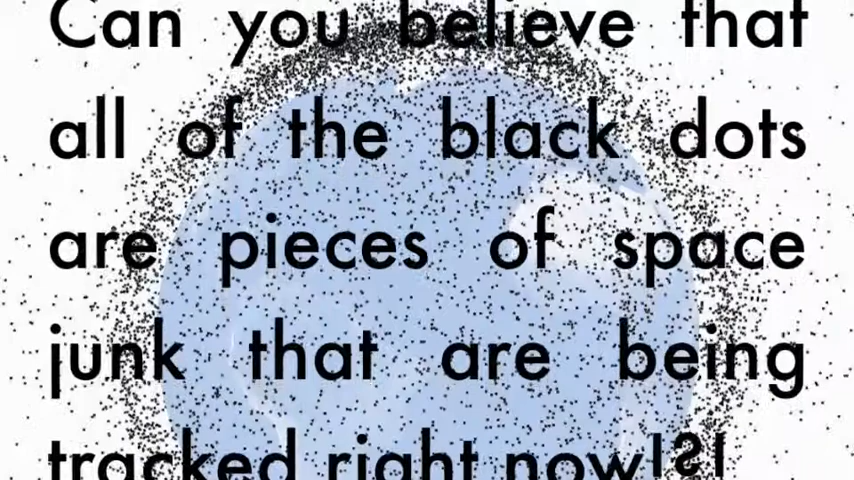 Can you believe that
all of the black dots
are pieces of space
junk that are being
tracked right now!?!